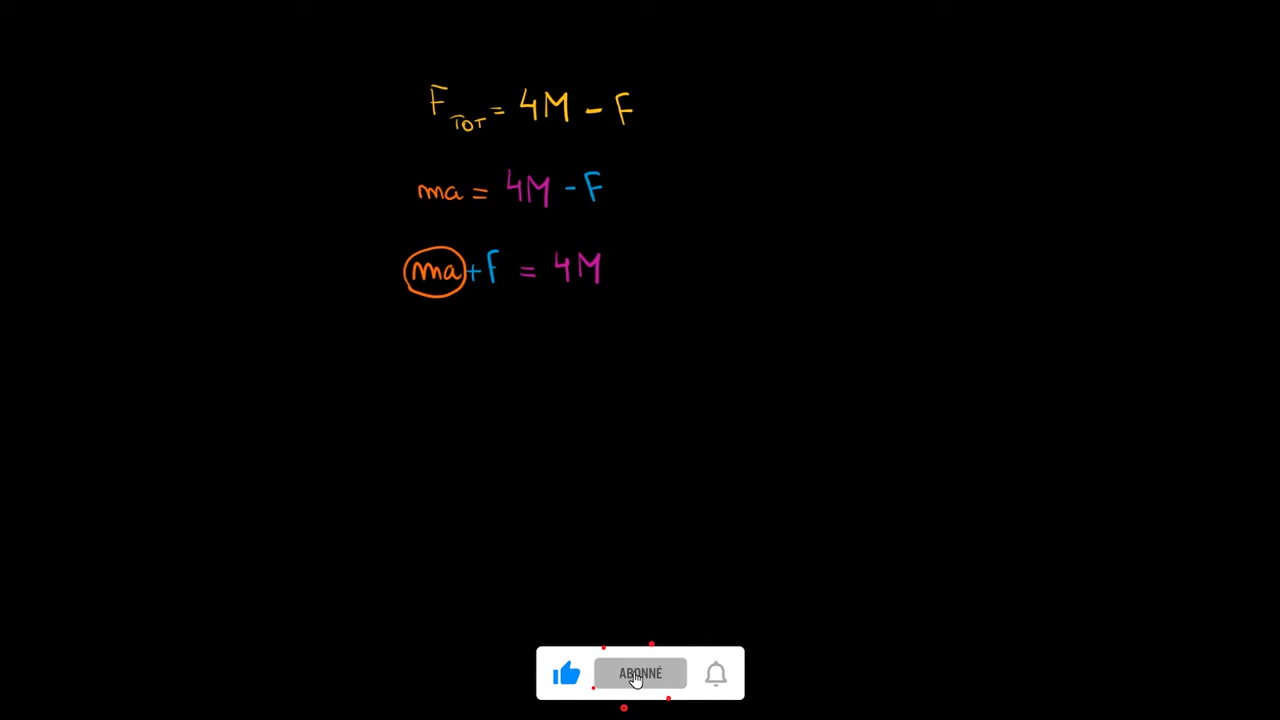 F_TOT = 4M - F
ma = 4M - F
ma + F = 4M
ABONNÉ